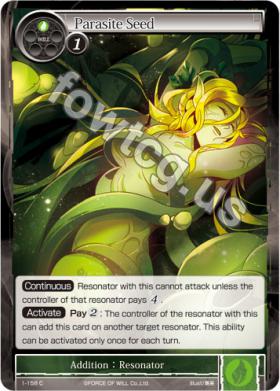 Parasite Seed
WILL
1
fowtcg.us
Continuous Resonator with this cannot attack unless the
controller of that resonator pays 4 .
Activate Pay 2 : The controller of the resonator with this
can add this card on another target resonator. This ability
can be activated only once for each turn.
Addition : Resonator
1-158 C
©FORCE OF WILL Co.,Ltd.